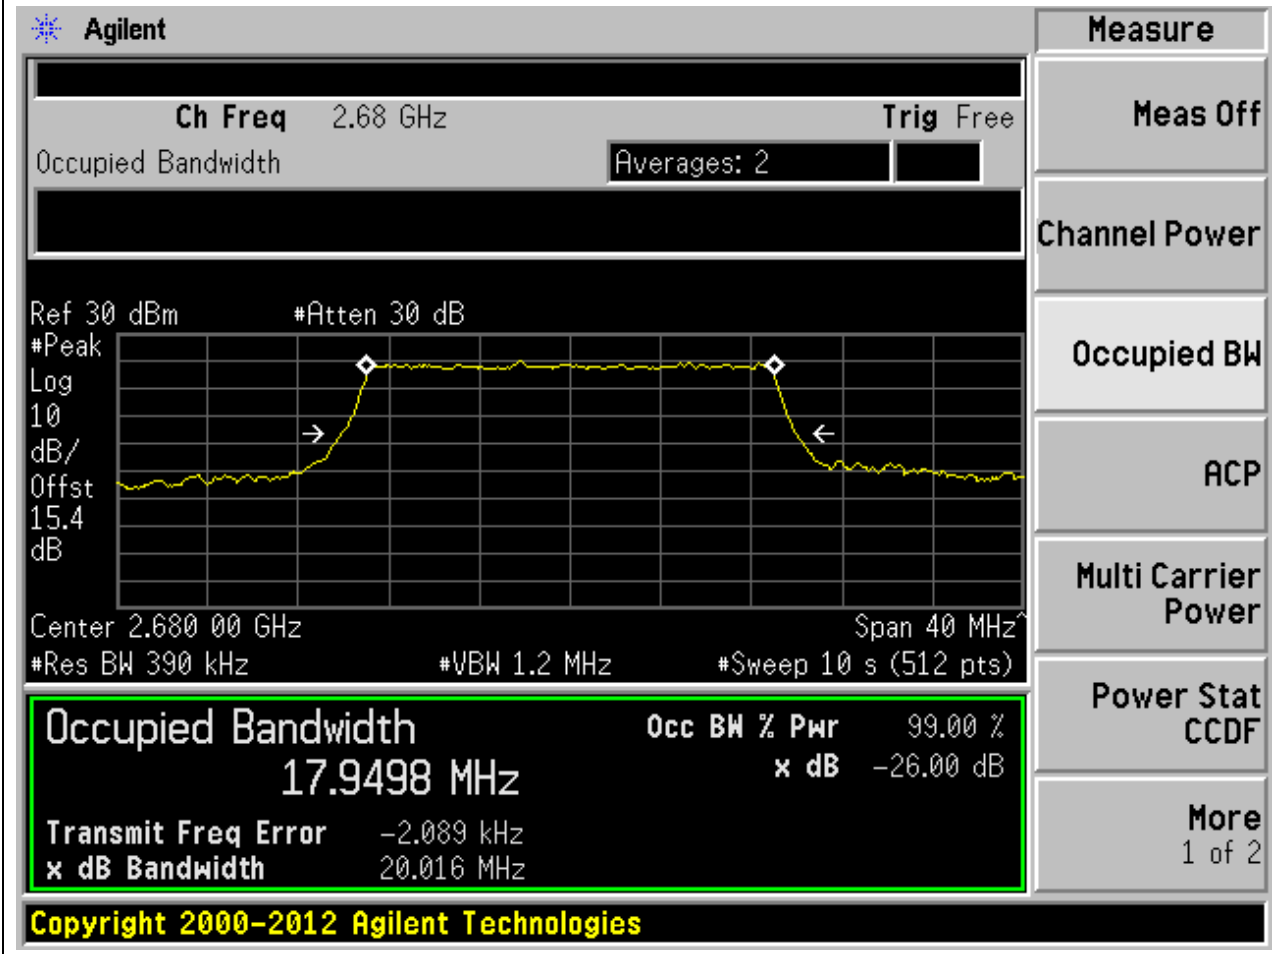 Agilent
Measure
Ch Freq 2.68 GHz Trig Free
Occupied Bandwidth Averages: 2
Meas Off
Channel Power
Occupied BW
ACP
Multi Carrier
Power
Power Stat
CCDF
More
1 of 2
Ref 30 dBm #Atten 30 dB
#Peak
Log
10
dB/
Offst
15.4
dB
Center 2.680 00 GHz Span 40 MHz^
#Res BW 390 kHz #VBW 1.2 MHz #Sweep 10 s (512 pts)
Occupied Bandwidth Occ BW % Pwr 99.00 %
17.9498 MHz x dB -26.00 dB
Transmit Freq Error -2.089 kHz
x dB Bandwidth 20.016 MHz
Copyright 2000-2012 Agilent Technologies